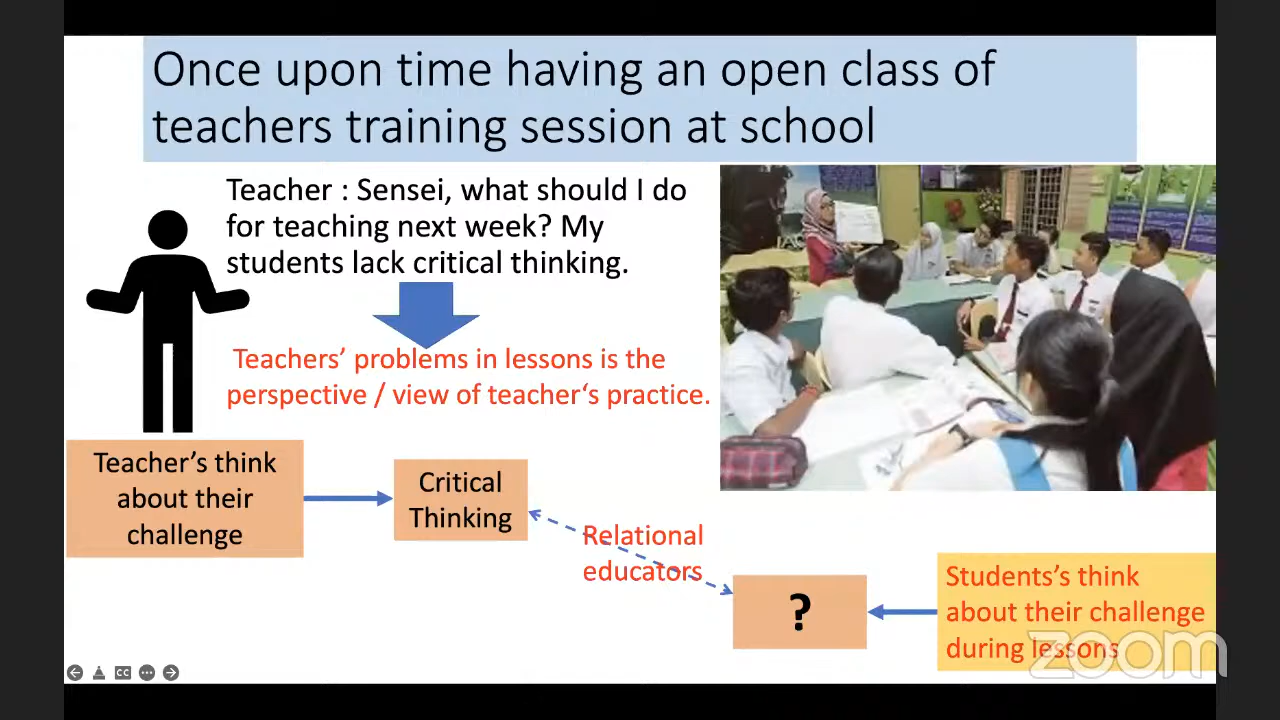 Once upon time having an open class of
teachers training session at school
Teacher : Sensei, what should I do
for teaching next week? My
students lack critical thinking.
Teachers’ problems in lessons is the
perspective / view of teacher‘s practice.
Teacher’s think
about their
challenge
Critical
Thinking
Relational
educators
?
Students’s think
about their challenge
during lessons
zoom
CC